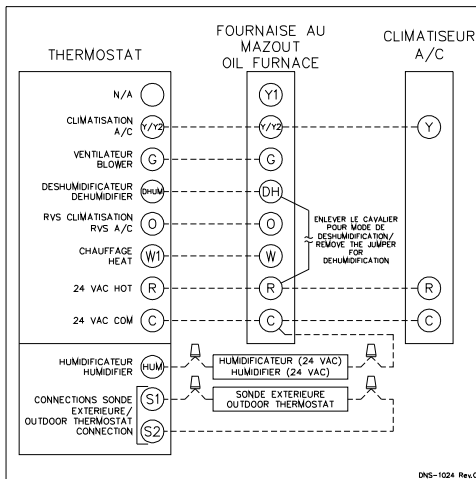 THERMOSTAT
FOURNAISE AU
MAZOUT
OIL FURNACE
CLIMATISEUR
A/C
N/A
Y1
CLIMATISATION
A/C
Y/Y2
Y/Y2
Y
VENTILATEUR
BLOWER
G
G
DESHUMIDIFICATEUR
DEHUMIDIFIER
DHUM
DH
RVS CLIMATISATION
RVS A/C
O
O
ENLEVER LE CAVALIER
POUR MODE DE
DESHUMIDIFICATION/
REMOVE THE JUMPER
FOR
DEHUMIDIFICATION
CHAUFFAGE
HEAT
W1
W
24 VAC HOT
R
R
R
24 VAC COM
C
C
C
HUMIDIFICATEUR
HUMIDIFIER
HUM
HUMIDIFICATEUR (24 VAC)
HUMIDIFIER (24 VAC)
CONNECTIONS SONDE
EXTERIEURE/
OUTDOOR THERMOSTAT
CONNECTION
S1
S2
SONDE EXTERIEURE
OUTDOOR THERMOSTAT
DNS-1024 Rev.C